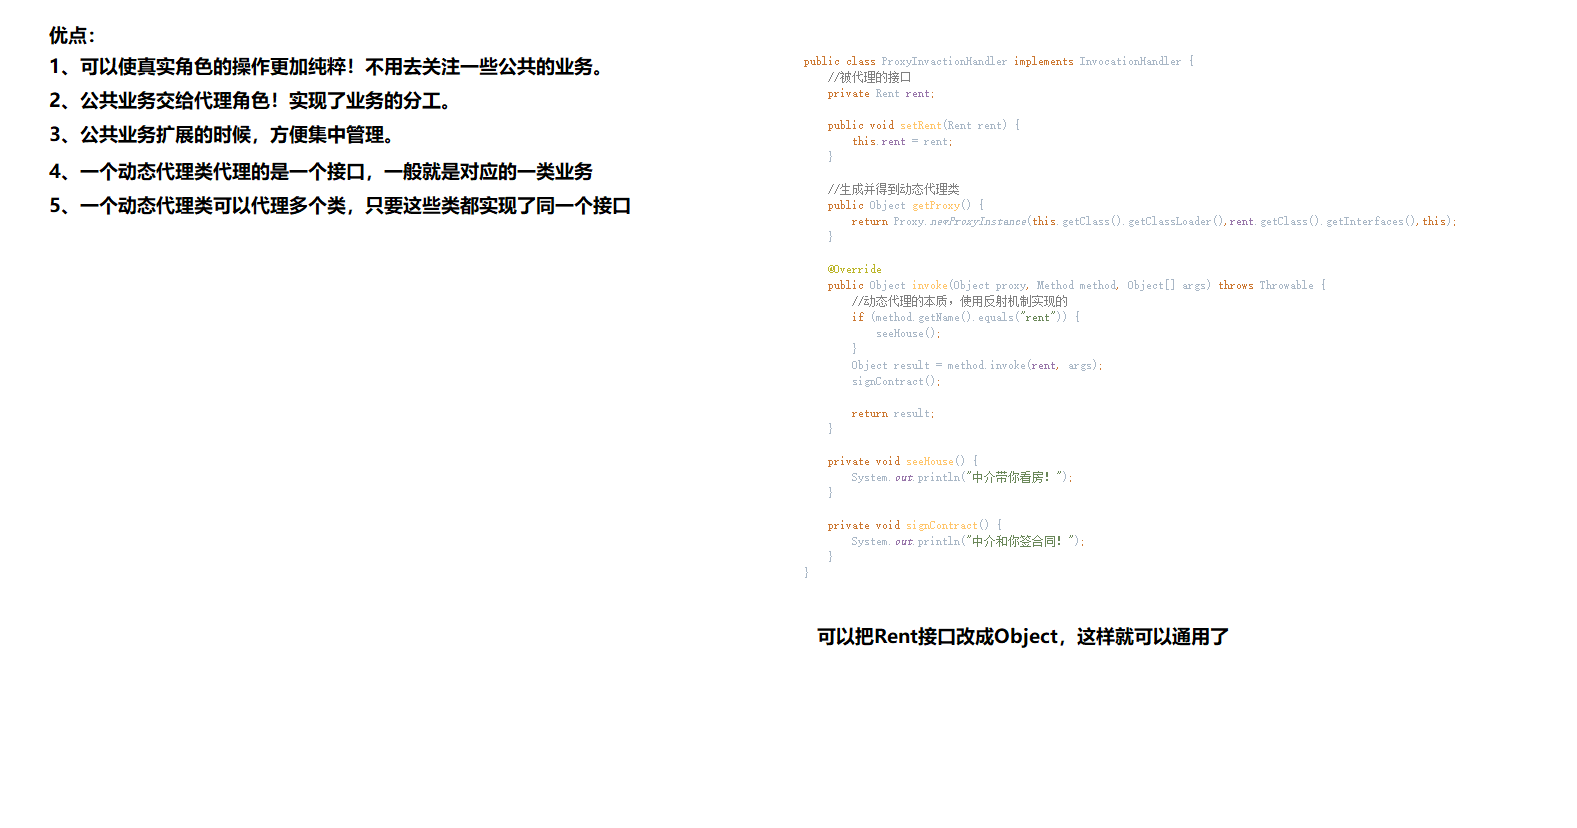 优点：
1、可以使真实角色的操作更加纯粹！不用去关注一些公共的业务。
2、公共业务交给代理角色！实现了业务的分工。
3、公共业务扩展的时候，方便集中管理。
4、一个动态代理类代理的是一个接口，一般就是对应的一类业务
5、一个动态代理类可以代理多个类，只要这些类都实现了同一个接口
public class ProxyInvactionHandler implements InvocationHandler {
//被代理的接口
private Rent rent;
public void setRent(Rent rent) {
this.rent = rent;
}
//生成并得到动态代理类
public Object getProxy() {
return Proxy.newProxyInstance(this.getClass().getClassLoader(),rent.getClass().getInterfaces(),this);
}
@Override
public Object invoke(Object proxy, Method method, Object[] args) throws Throwable {
//动态代理的本质，使用反射机制实现的
if (method.getName().equals("rent")) {
seeHouse();
}
Object result = method.invoke(rent, args);
signContract();
return result;
}
private void seeHouse() {
System.out.println("中介带你看房！");
}
private void signContract() {
System.out.println("中介和你签合同！");
}
}
可以把Rent接口改成Object，这样就可以通用了